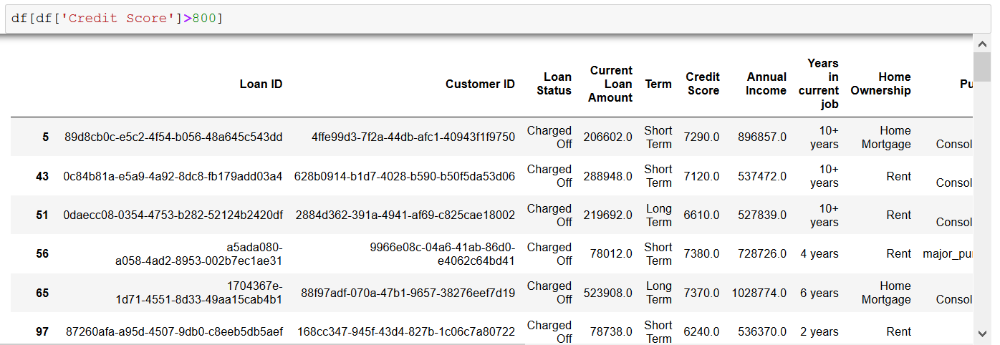 df[df['Credit Score']>800]
Loan ID Customer ID Loan Status Current Loan Amount Term Credit Score Annual Income Years in current job Home Ownership Pu
5 89d8cb0c-e5c2-4f54-b056-48a645c543dd 4ffe99d3-7f2a-44db-afc1-40943f1f9750 Charged Off 206602.0 Short Term 7290.0 896857.0 10+ years Home Mortgage Consol
43 0c84b81a-e5a9-4a92-8dc8-fb179add03a4 628b0914-b1d7-4028-b590-b50f5da53d06 Charged Off 288948.0 Short Term 7120.0 537472.0 10+ years Rent Consol
51 0daecc08-0354-4753-b282-52124b2420df 2884d362-391a-4941-af69-c825cae18002 Charged Off 219692.0 Long Term 6610.0 527839.0 10+ years Rent Consol
56 a5ada080-a058-4ad2-8953-002b7ec1ae31 9966e08c-04a6-41ab-86d0-e4062c64bd41 Charged Off 78012.0 Short Term 7380.0 728726.0 4 years Rent major_pu
65 1704367e-1d71-4551-8d33-49aa15cab4b1 88f97adf-070a-47b1-9657-38276eef7d19 Charged Off 523908.0 Long Term 7370.0 1028774.0 6 years Home Mortgage Consol
97 87260afa-a95d-4507-9db0-c8eeb5db5aef 168cc347-945f-43d4-827b-1c06c7a80722 Charged Off 78738.0 Short Term 6240.0 536370.0 2 years Rent